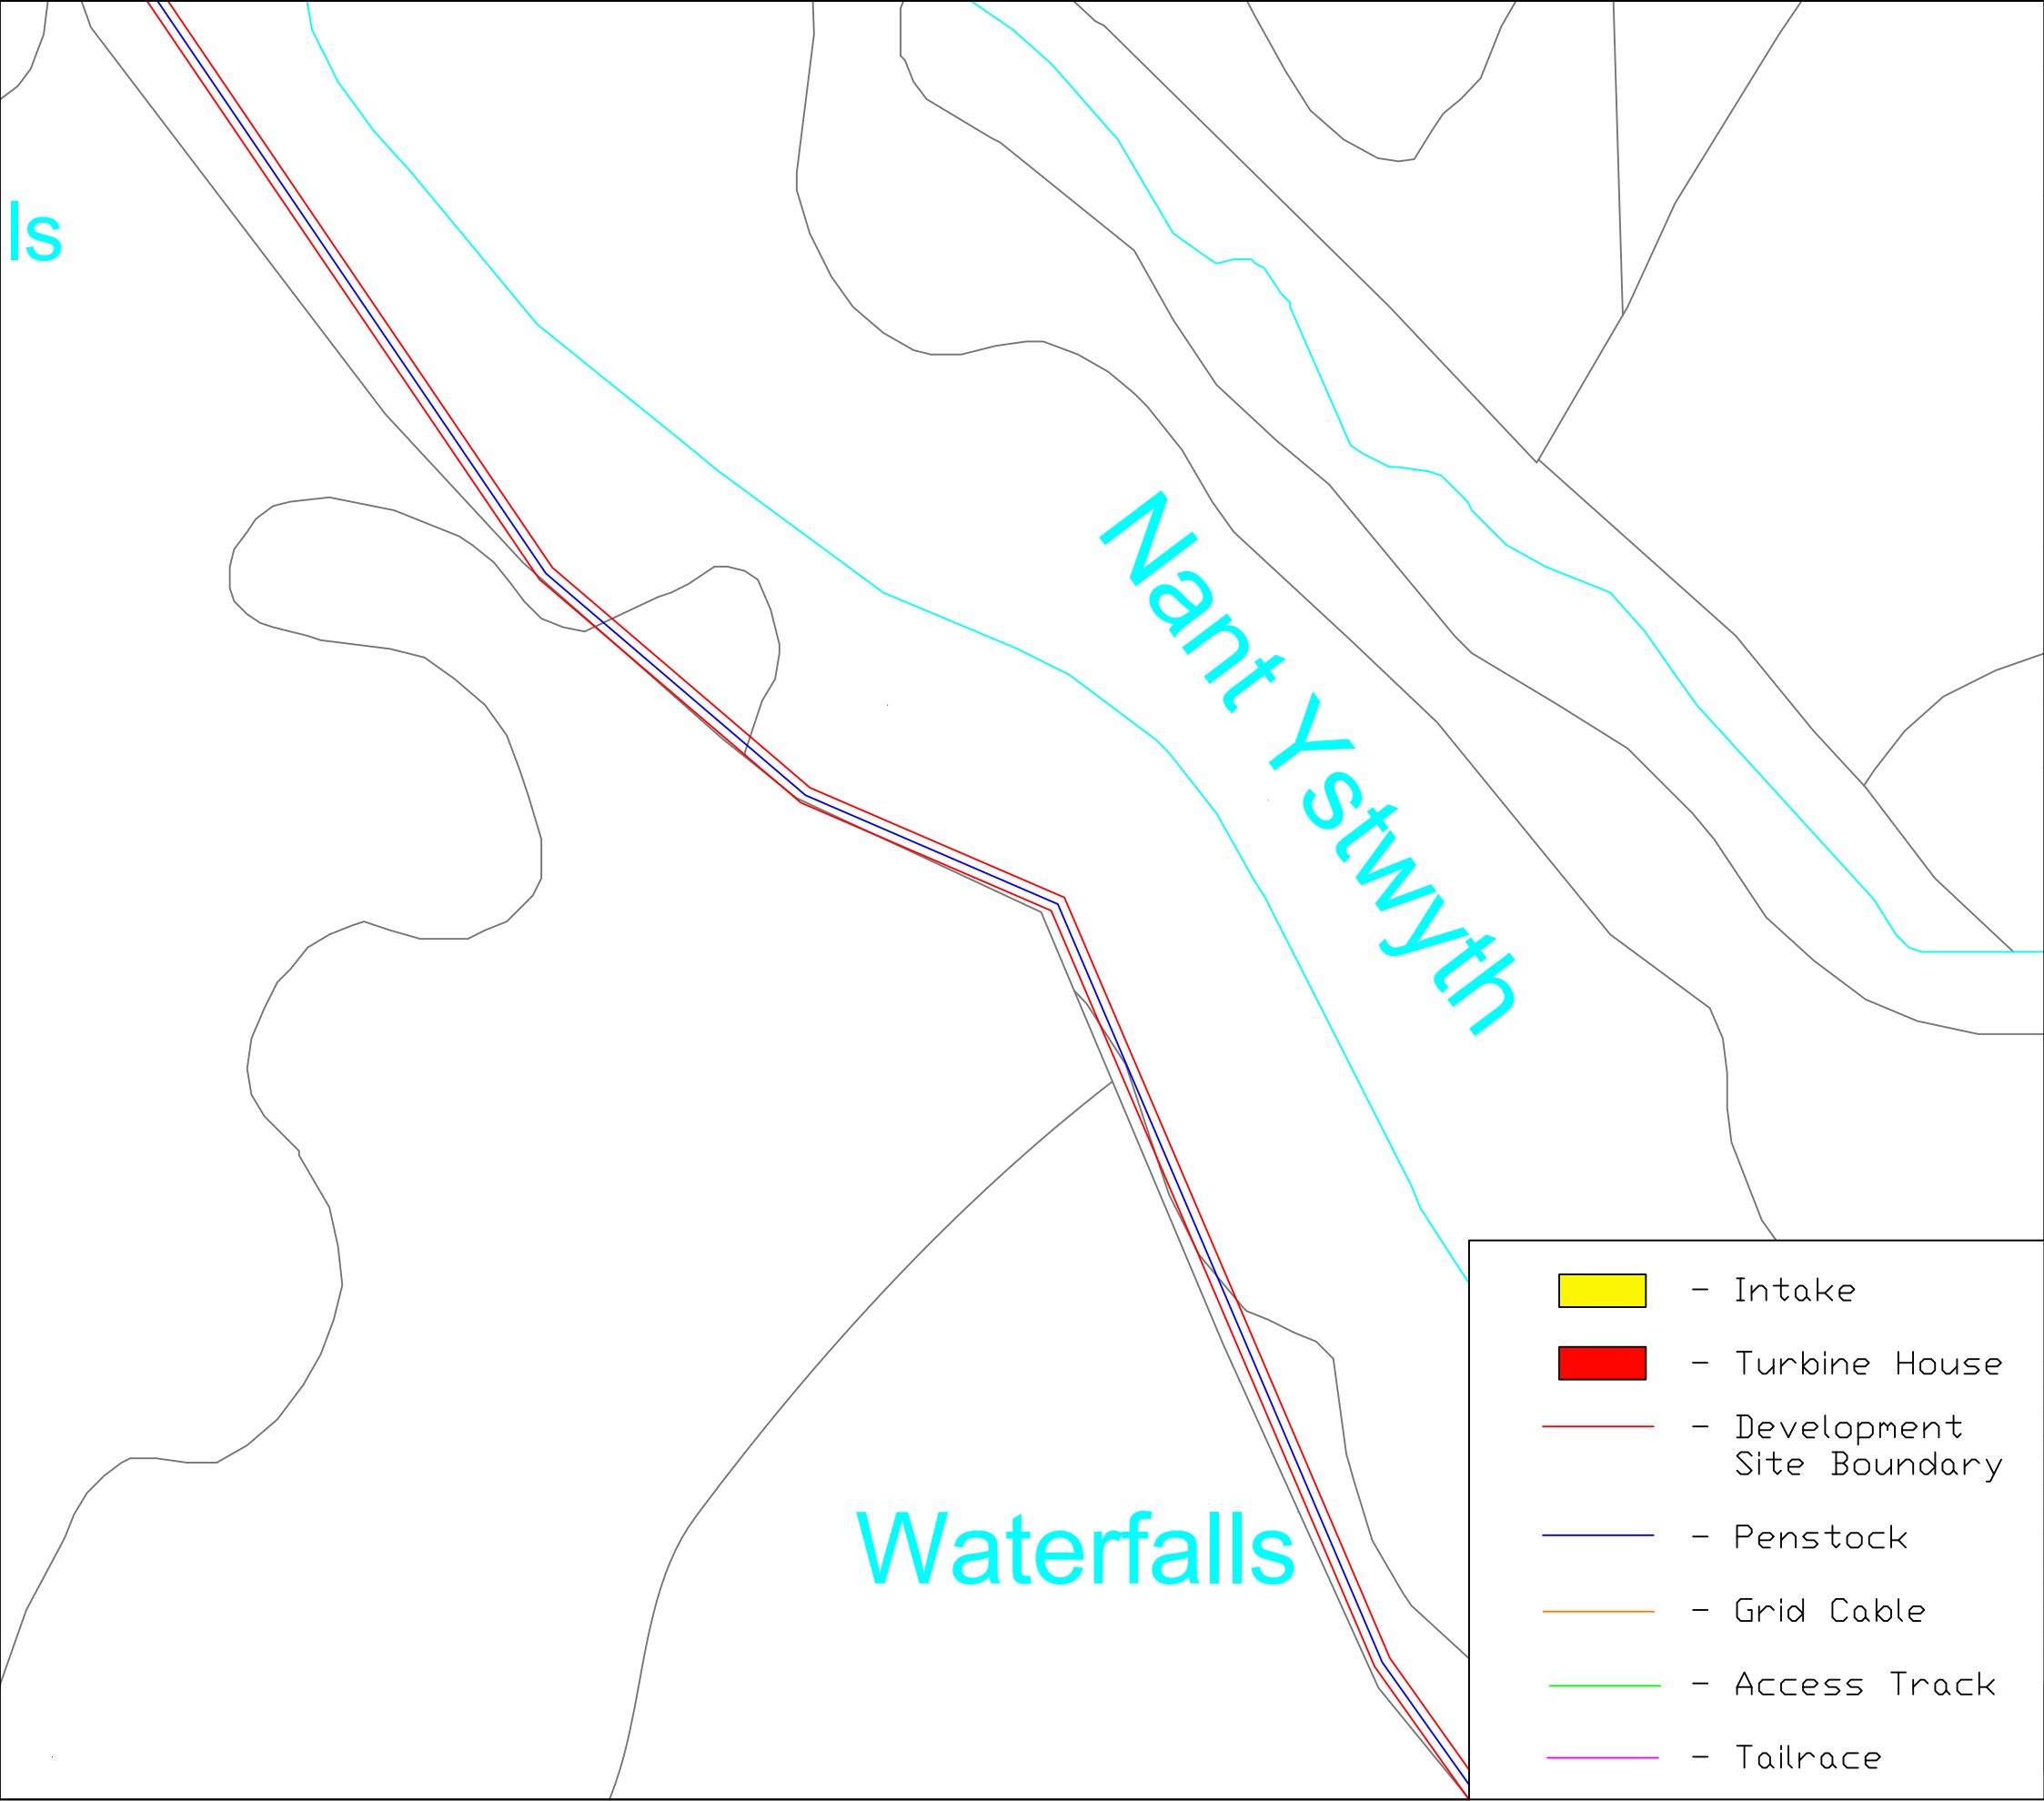 ls
Nant Ystwyth
Waterfalls
- Intake
- Turbine House
- Development
Site Boundary
- Penstock
- Grid Cable
- Access Track
- Tailrace